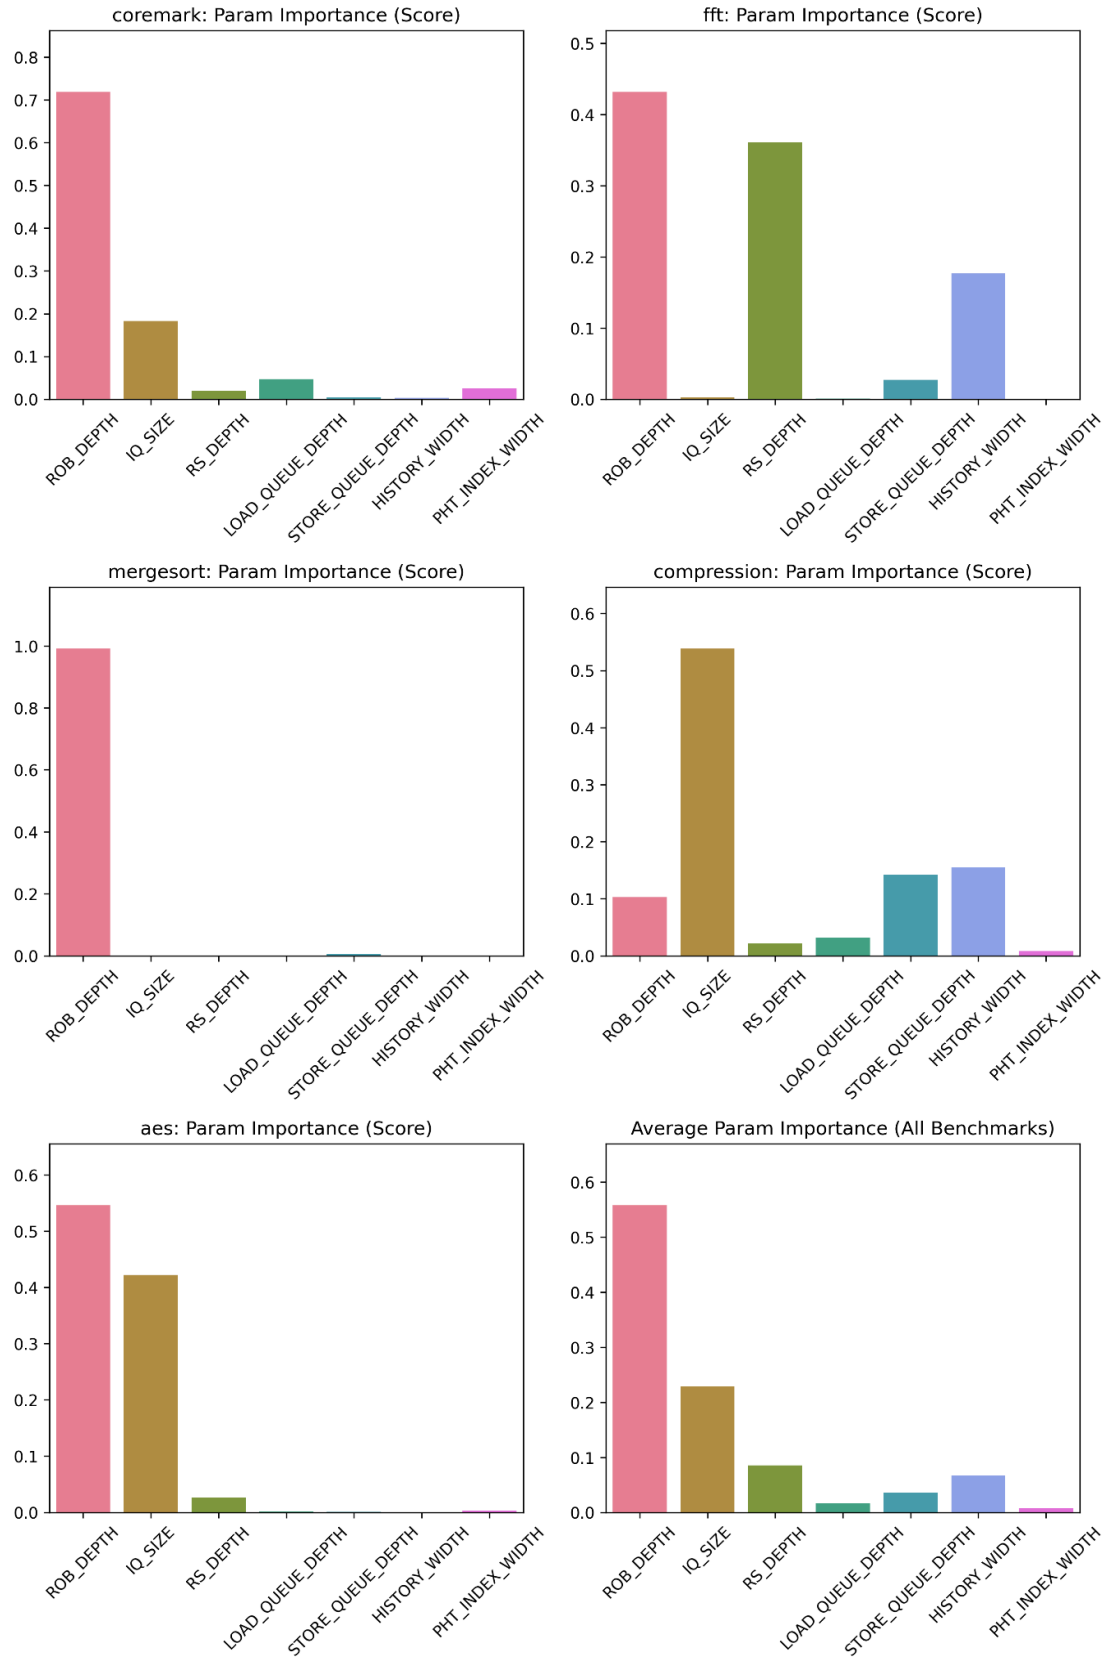 coremark: Param Importance (Score)
0.8
0.7
0.6
0.5
0.4
0.3
0.2
0.1
0.0
ROB_DEPTH
IQ_SIZE
RS_DEPTH
LOAD_QUEUE_DEPTH
STORE_QUEUE_DEPTH
HISTORY_WIDTH
PHT_INDEX_WIDTH
fft: Param Importance (Score)
0.5
0.4
0.3
0.2
0.1
0.0
ROB_DEPTH
IQ_SIZE
RS_DEPTH
LOAD_QUEUE_DEPTH
STORE_QUEUE_DEPTH
HISTORY_WIDTH
PHT_INDEX_WIDTH
mergesort: Param Importance (Score)
1.0
0.8
0.6
0.4
0.2
0.0
ROB_DEPTH
IQ_SIZE
RS_DEPTH
LOAD_QUEUE_DEPTH
STORE_QUEUE_DEPTH
HISTORY_WIDTH
PHT_INDEX_WIDTH
compression: Param Importance (Score)
0.6
0.5
0.4
0.3
0.2
0.1
0.0
ROB_DEPTH
IQ_SIZE
RS_DEPTH
LOAD_QUEUE_DEPTH
STORE_QUEUE_DEPTH
HISTORY_WIDTH
PHT_INDEX_WIDTH
aes: Param Importance (Score)
0.6
0.5
0.4
0.3
0.2
0.1
0.0
ROB_DEPTH
IQ_SIZE
RS_DEPTH
LOAD_QUEUE_DEPTH
STORE_QUEUE_DEPTH
HISTORY_WIDTH
PHT_INDEX_WIDTH
Average Param Importance (All Benchmarks)
0.6
0.5
0.4
0.3
0.2
0.1
0.0
ROB_DEPTH
IQ_SIZE
RS_DEPTH
LOAD_QUEUE_DEPTH
STORE_QUEUE_DEPTH
HISTORY_WIDTH
PHT_INDEX_WIDTH